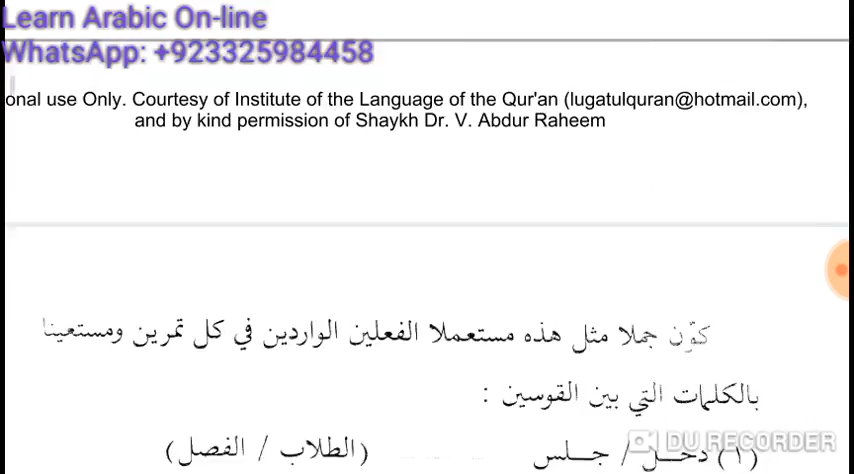 Learn Arabic On-line
WhatsApp: +923325984458
onal use Only. Courtesy of Institute of the Language of the Qur'an (lugatulquran@hotmail.com),
and by kind permission of Shaykh Dr. V. Abdur Raheem
كوّن جملا مثل هذه مستعملا الفعلين الواردين في كل تمرين ومستعينا
بالكلمات التي بين القوسين :
(١) دخـل / جـلس (الطلاب / الفصل)
DU RECORDER